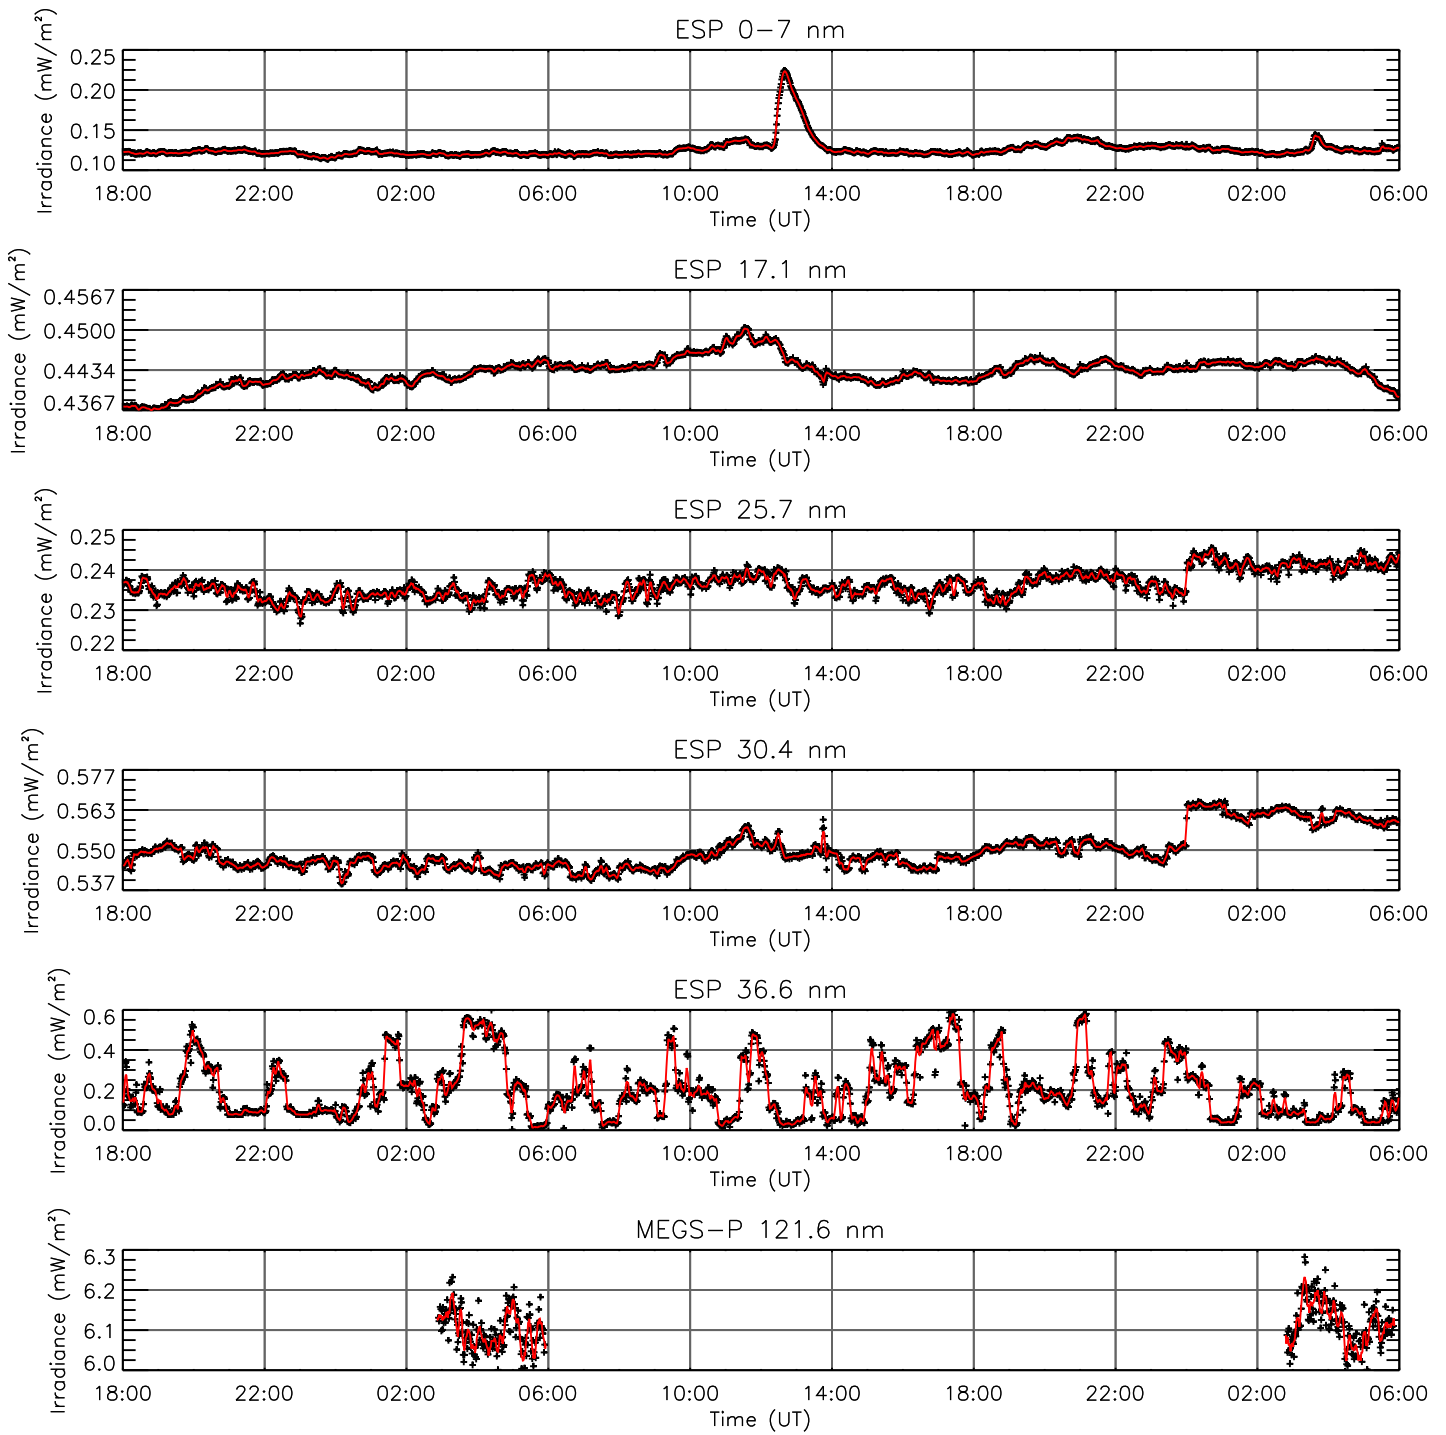 ESP 0-7 nm
Irradiance (mW/m²)
0.25
0.20
0.15
0.10
18:00 22:00 02:00 06:00 10:00 14:00 18:00 22:00 02:00 06:00
Time (UT)
ESP 17.1 nm
Irradiance (mW/m²)
0.4567
0.4500
0.4434
0.4367
18:00 22:00 02:00 06:00 10:00 14:00 18:00 22:00 02:00 06:00
Time (UT)
ESP 25.7 nm
Irradiance (mW/m²)
0.25
0.24
0.23
0.22
18:00 22:00 02:00 06:00 10:00 14:00 18:00 22:00 02:00 06:00
Time (UT)
ESP 30.4 nm
Irradiance (mW/m²)
0.577
0.563
0.550
0.537
18:00 22:00 02:00 06:00 10:00 14:00 18:00 22:00 02:00 06:00
Time (UT)
ESP 36.6 nm
Irradiance (mW/m²)
0.6
0.4
0.2
0.0
18:00 22:00 02:00 06:00 10:00 14:00 18:00 22:00 02:00 06:00
Time (UT)
MEGS-P 121.6 nm
Irradiance (mW/m²)
6.3
6.2
6.1
6.0
18:00 22:00 02:00 06:00 10:00 14:00 18:00 22:00 02:00 06:00
Time (UT)